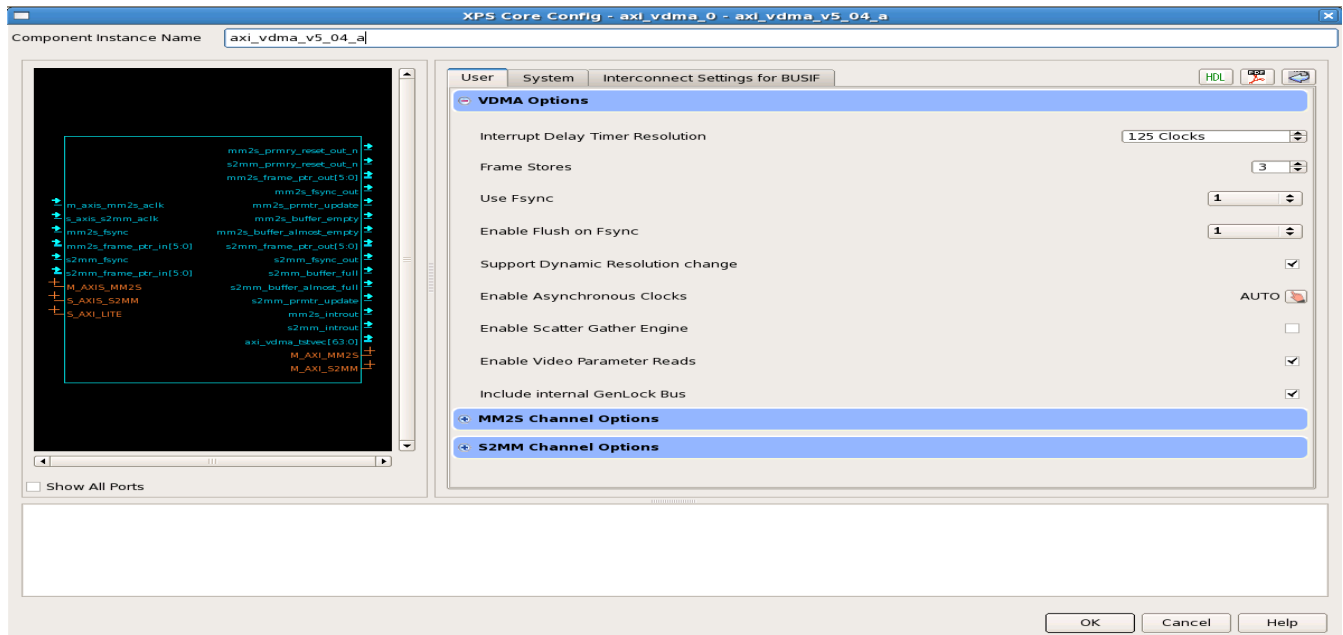 XPS Core Config - axi_vdma_0 - axi_vdma_v5_04_a
Component Instance Name axi_vdma_v5_04_a
mm2s_prmry_reset_out_n
s2mm_prmry_reset_out_n
mm2s_frame_ptr_out[5:0]
mm2s_fsync_out
m_axis_mm2s_aclk mm2s_prmtr_update
s_axis_s2mm_aclk mm2s_buffer_empty
mm2s_fsync mm2s_buffer_almost_empty
mm2s_frame_ptr_in[5:0] s2mm_frame_ptr_out[5:0]
s2mm_fsync s2mm_fsync_out
s2mm_frame_ptr_in[5:0] s2mm_buffer_full
M_AXIS_MM2S s2mm_buffer_almost_full
S_AXIS_S2MM s2mm_prmtr_update
S_AXI_LITE mm2s_introut
s2mm_introut
axi_vdma_tstvec[63:0]
M_AXI_MM2S
M_AXI_S2MM
Show All Ports
User System Interconnect Settings for BUSIF HDL PDF
VDMA Options
Interrupt Delay Timer Resolution 125 Clocks
Frame Stores 3
Use Fsync 1
Enable Flush on Fsync 1
Support Dynamic Resolution change
Enable Asynchronous Clocks AUTO
Enable Scatter Gather Engine
Enable Video Parameter Reads
Include internal GenLock Bus
MM2S Channel Options
S2MM Channel Options
OK Cancel Help